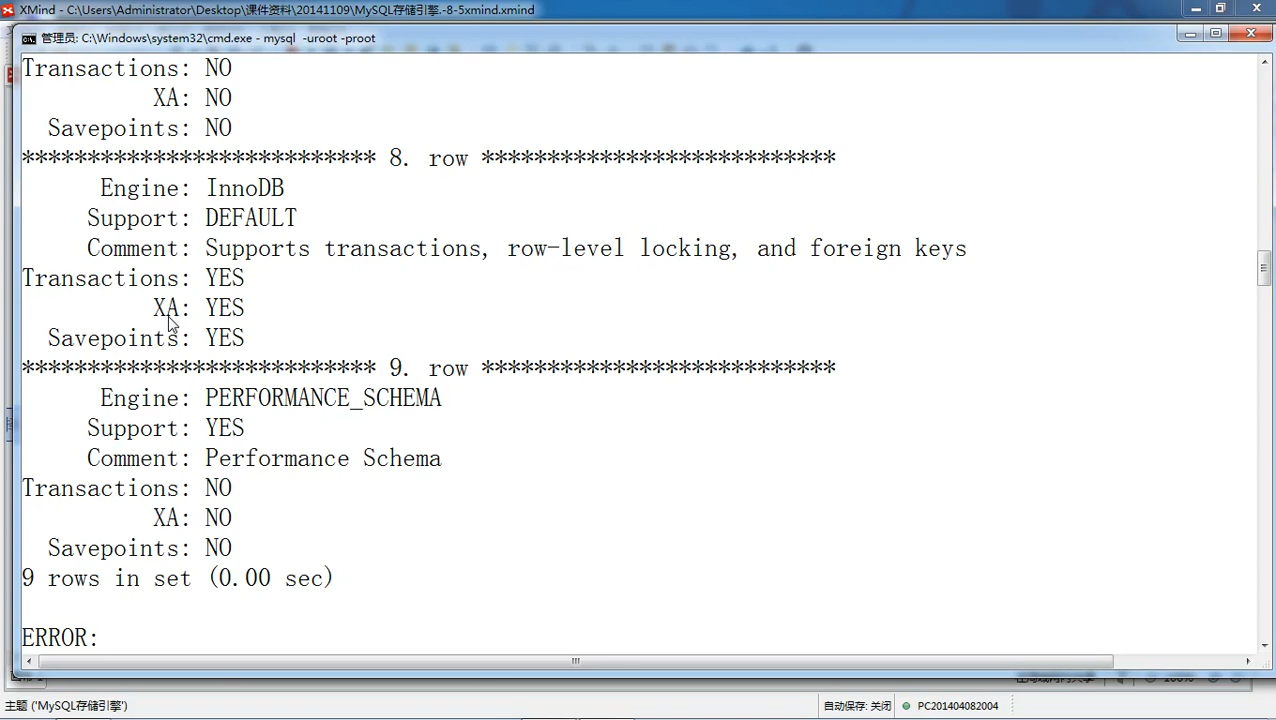 XMind - C:\Users\Administrator\Desktop\课件资料\20141109\MySQL存储引擎.-8-5xmind.xmind
管理员: C:\Windows\system32\cmd.exe - mysql  -uroot -proot
Transactions: NO
XA: NO
Savepoints: NO
*************************** 8. row ***************************
Engine: InnoDB
Support: DEFAULT
Comment: Supports transactions, row-level locking, and foreign keys
Transactions: YES
XA: YES
Savepoints: YES
*************************** 9. row ***************************
Engine: PERFORMANCE_SCHEMA
Support: YES
Comment: Performance Schema
Transactions: NO
XA: NO
Savepoints: NO
9 rows in set (0.00 sec)
ERROR:
主题 ('MySQL存储引擎') 自动保存: 关闭 PC201404082004